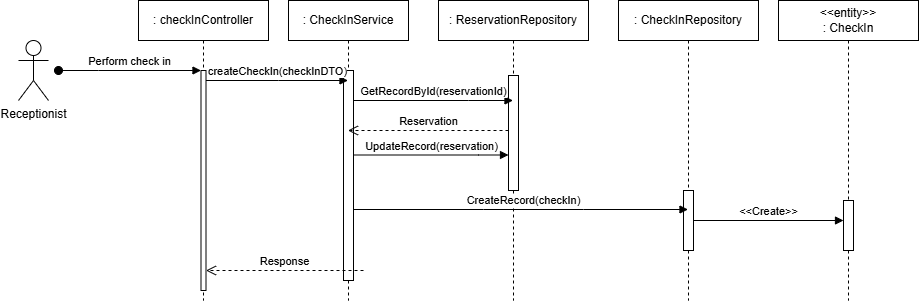 : checkInController
: CheckInService
: ReservationRepository
: CheckInRepository
<<entity>>
: CheckIn
Perform check in
createCheckIn(checkInDTO)
GetRecordById(reservationId)
Reservation
UpdateRecord(reservation)
CreateRecord(checkIn)
<<Create>>
Response
Receptionist